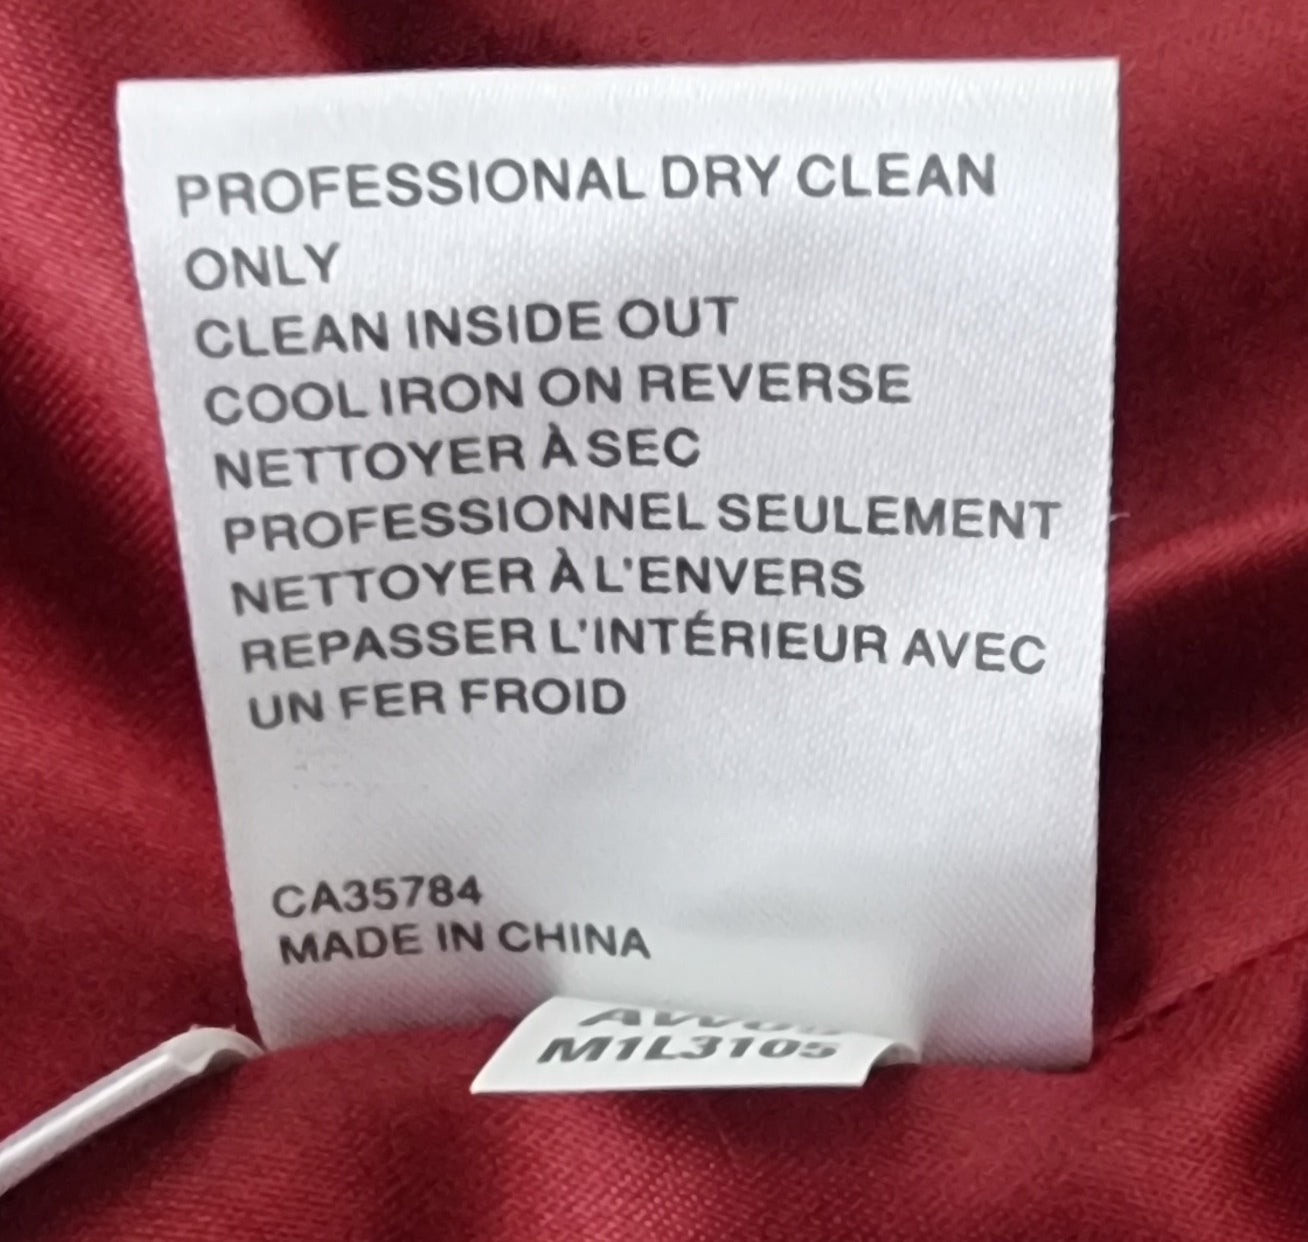 PROFESSIONAL DRY CLEAN
ONLY
CLEAN INSIDE OUT
COOL IRON ON REVERSE
NETTOYER À SEC
PROFESSIONNEL SEULEMENT
NETTOYER À L'ENVERS
REPASSER L'INTÉRIEUR AVEC
UN FER FROID
CA35784
MADE IN CHINA
M1L3105